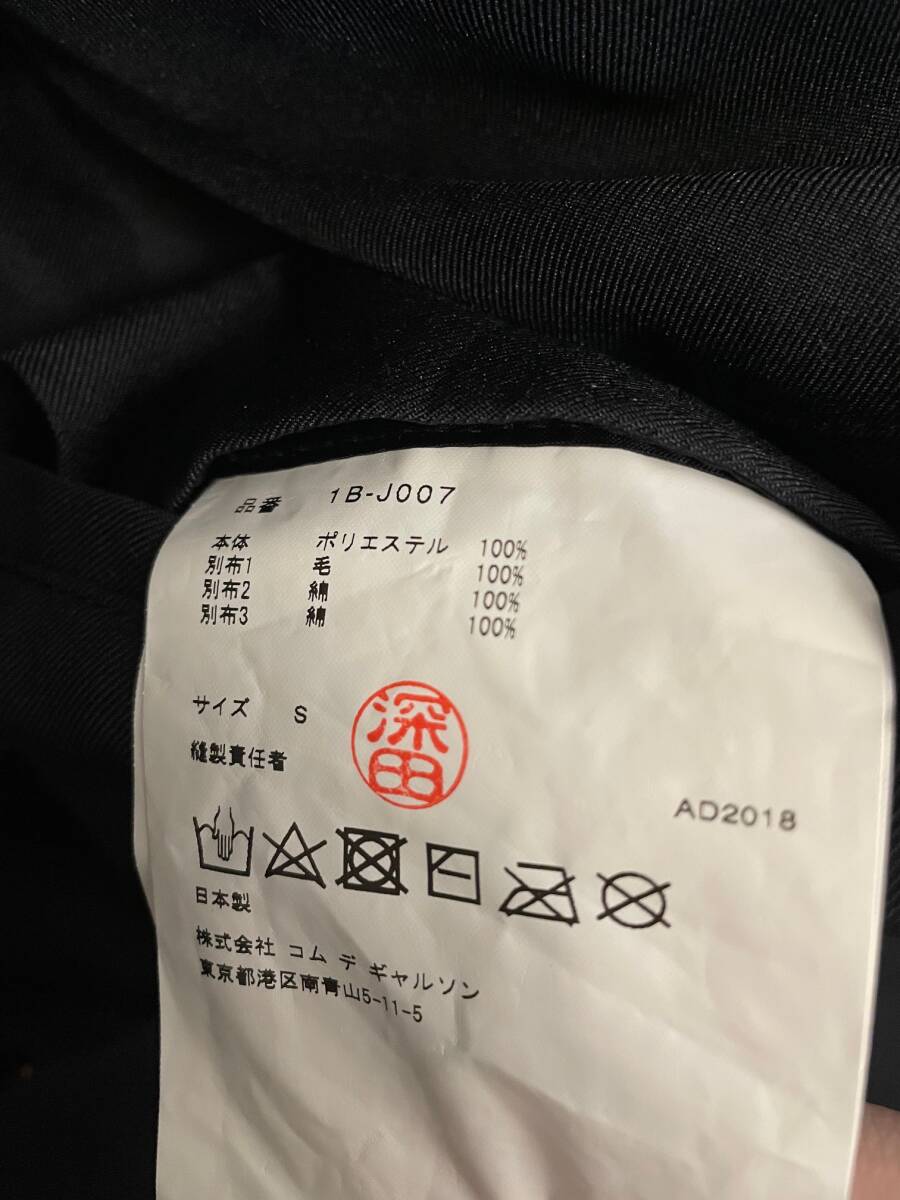 品番 1B-J007
本体 ポリエステル 100%
別布1 毛 100%
別布2 綿 100%
別布3 綿 100%
サイズ S
深田
縫製責任者
AD2018
日本製
株式会社 コム デ ギャルソン
東京都港区南青山5-11-5